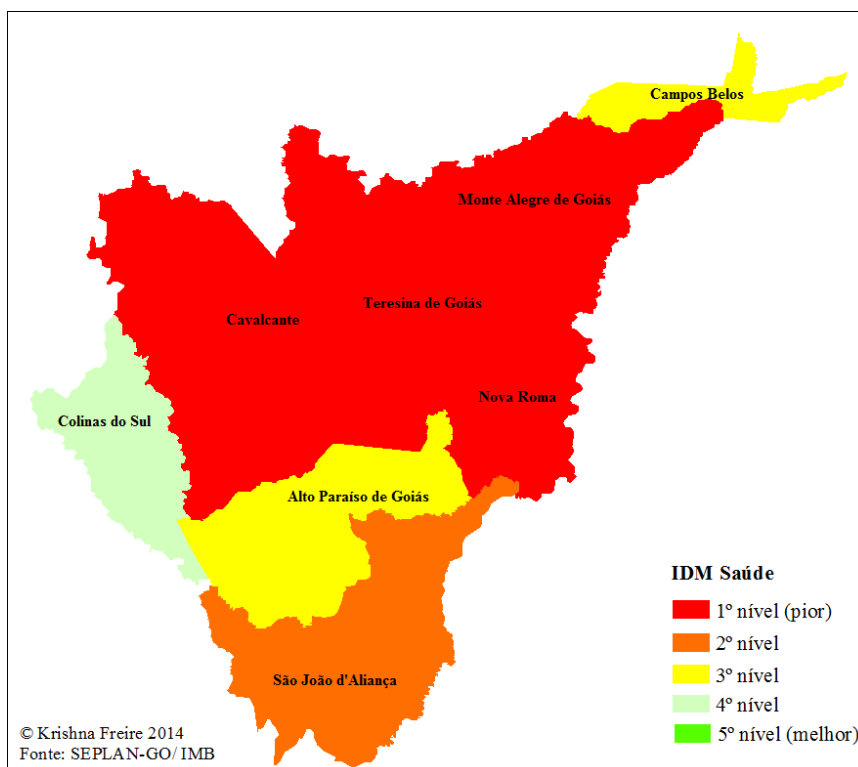 Campos Belos
Monte Alegre de Goiás
Teresina de Goiás
Cavalcante
Nova Roma
Colinas do Sul
Alto Paraíso de Goiás
São João d'Aliança
IDM Saúde
1º nível (pior)
2º nível
3º nível
4º nível
5º nível (melhor)
© Krishna Freire 2014
Fonte: SEPLAN-GO/ IMB